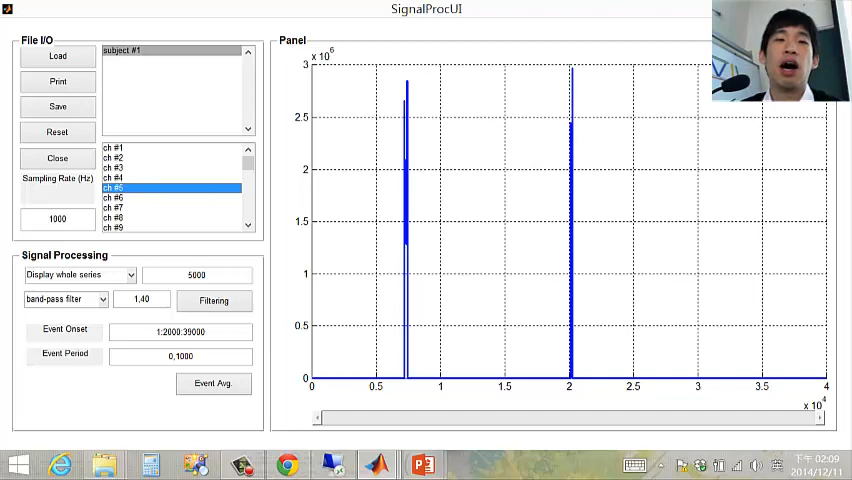 SignalProcUI
File I/O
Load
Print
Save
Reset
Close
Sampling Rate (Hz)
1000
subject #1
ch #1
ch #2
ch #3
ch #4
ch #5
ch #6
ch #7
ch #8
ch #9
Signal Processing
Display whole series
5000
band-pass filter
1,40
Filtering
Event Onset
1:2000:39000
Event Period
0,1000
Event Avg.
Panel
x 10^6
3
2.5
2
1.5
1
0.5
0
0 0.5 1 1.5 2 2.5 3 3.5 4
x 10^4
英
下午 02:09
2014/12/11